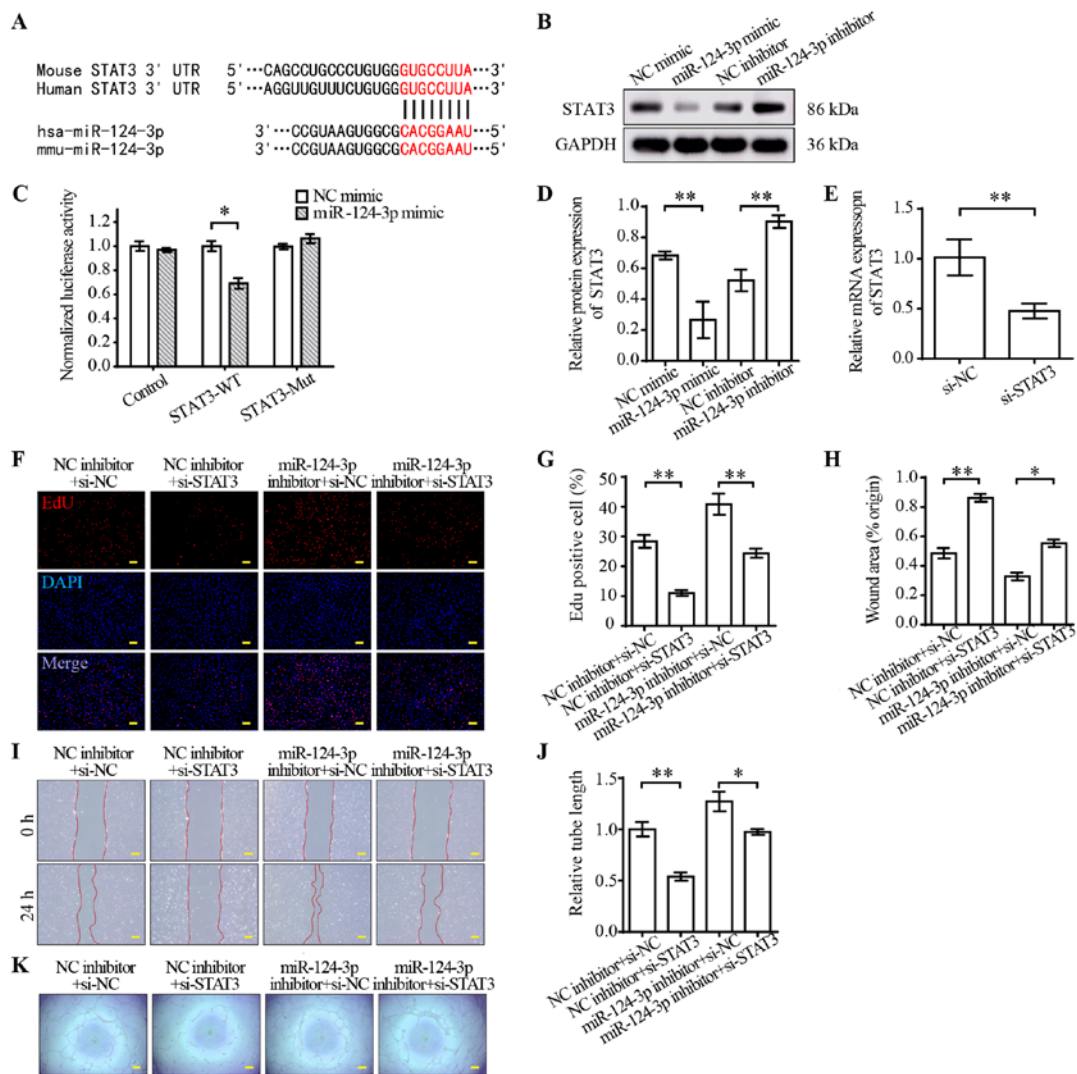 A
Mouse STAT3 3' UTR 5'···CAGCCUGCCCUGUGGGUGCCUUA···3'
Human STAT3 3' UTR 5'···AGGUUGUUUCUGUGGGUGCCUUA···3'
hsa-miR-124-3p 3'···CCGUAAGUGGCGCACGGAAU···5'
mmu-miR-124-3p 3'···CCGUAAGUGGCGCACGGAAU···5'
B
NC mimic
miR-124-3p mimic
NC inhibitor
miR-124-3p inhibitor
STAT3
86 kDa
GAPDH
36 kDa
C
NC mimic
miR-124-3p mimic
*
Normalized luciferase activity
1.4
1.2
1.0
0.8
0.6
0.4
0.2
0.0
Control
STAT3-WT
STAT3-Mut
D
**
**
Relative protein expression
of STAT3
1.0
0.8
0.6
0.4
0.2
0.0
NC mimic
miR-124-3p mimic
NC inhibitor
miR-124-3p inhibitor
E
**
Relative mRNA expressopn
of STAT3
1.5
1.0
0.5
0.0
si-NC
si-STAT3
F
NC inhibitor
+si-NC
NC inhibitor
+si-STAT3
miR-124-3p
inhibitor+si-NC
miR-124-3p
inhibitor+si-STAT3
EdU
DAPI
Merge
G
**
**
Edu positive cell (%)
50
40
30
20
10
0
NC inhibitor+si-NC
NC inhibitor+si-STAT3
miR-124-3p inhibitor+si-NC
miR-124-3p inhibitor+si-STAT3
H
**
*
Wound area (% origin)
1.0
0.8
0.6
0.4
0.2
0.0
NC inhibitor+si-NC
NC inhibitor+si-STAT3
miR-124-3p inhibitor+si-NC
miR-124-3p inhibitor+si-STAT3
I
NC inhibitor
+si-NC
NC inhibitor
+si-STAT3
miR-124-3p
inhibitor+si-NC
miR-124-3p
inhibitor+si-STAT3
0 h
24 h
J
**
*
Relative tube length
1.5
1.0
0.5
0.0
NC inhibitor+si-NC
NC inhibitor+si-STAT3
miR-124-3p inhibitor+si-NC
miR-124-3p inhibitor+si-STAT3
K
NC inhibitor
+si-NC
NC inhibitor
+si-STAT3
miR-124-3p
inhibitor+si-NC
miR-124-3p
inhibitor+si-STAT3